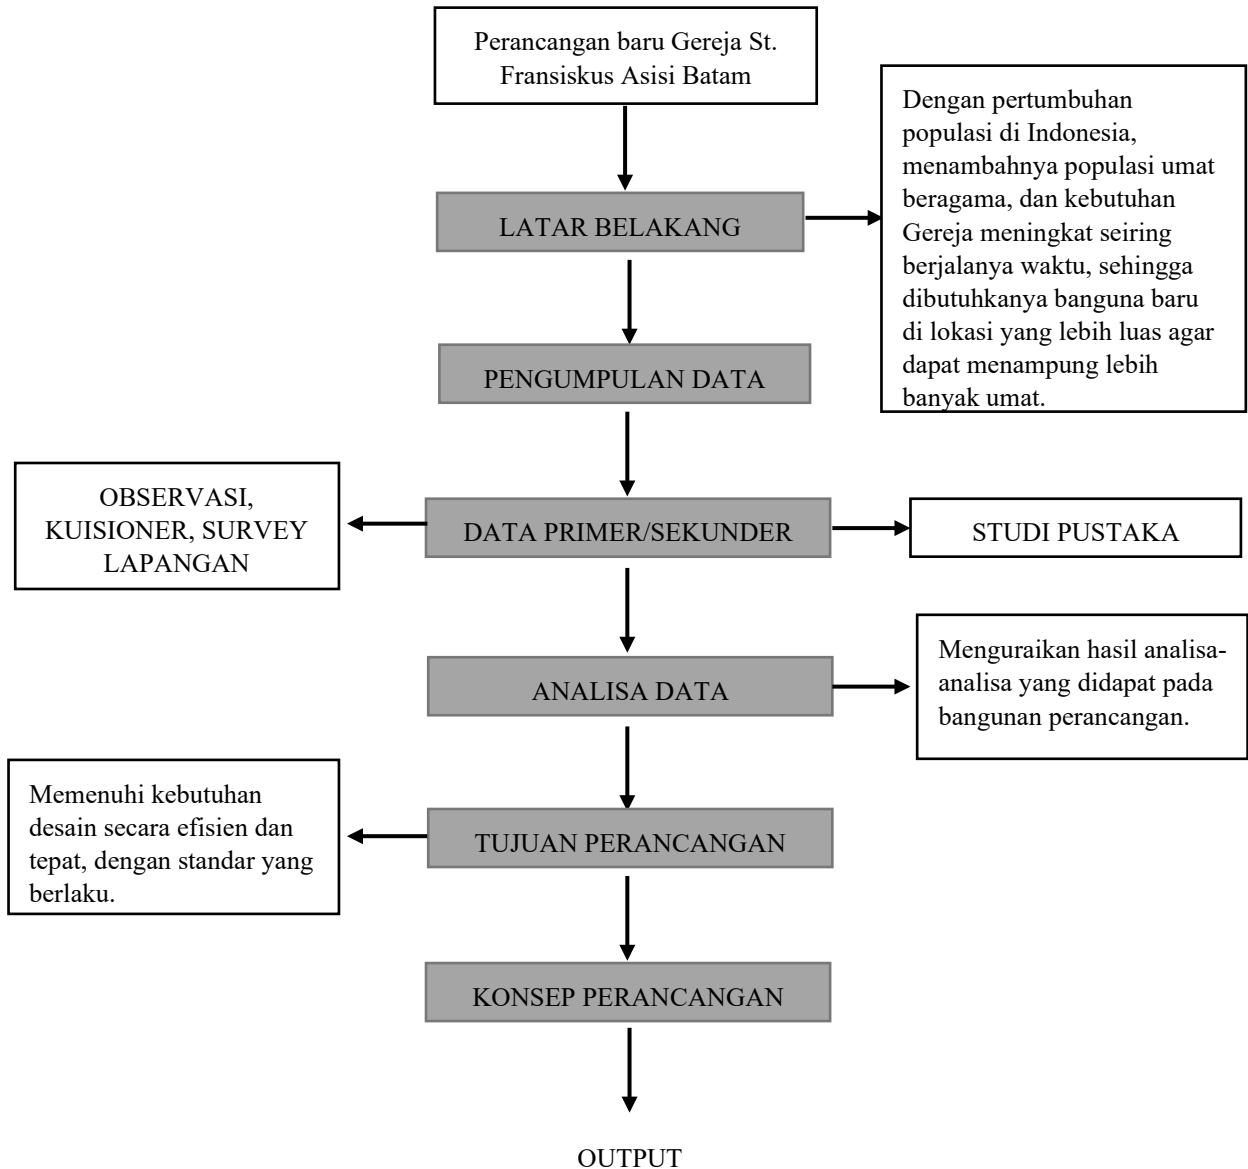 Perancangan baru Gereja St.
Fransiskus Asisi Batam
LATAR BELAKANG
Dengan pertumbuhan
populasi di Indonesia,
menambahnya populasi umat
beragama, dan kebutuhan
Gereja meningkat seiring
berjalanya waktu, sehingga
dibutuhkanya banguna baru
di lokasi yang lebih luas agar
dapat menampung lebih
banyak umat.
PENGUMPULAN DATA
OBSERVASI,
KUISIONER, SURVEY
LAPANGAN
DATA PRIMER/SEKUNDER
STUDI PUSTAKA
ANALISA DATA
Menguraikan hasil analisa-
analisa yang didapat pada
bangunan perancangan.
Memenuhi kebutuhan
desain secara efisien dan
tepat, dengan standar yang
berlaku.
TUJUAN PERANCANGAN
KONSEP PERANCANGAN
OUTPUT